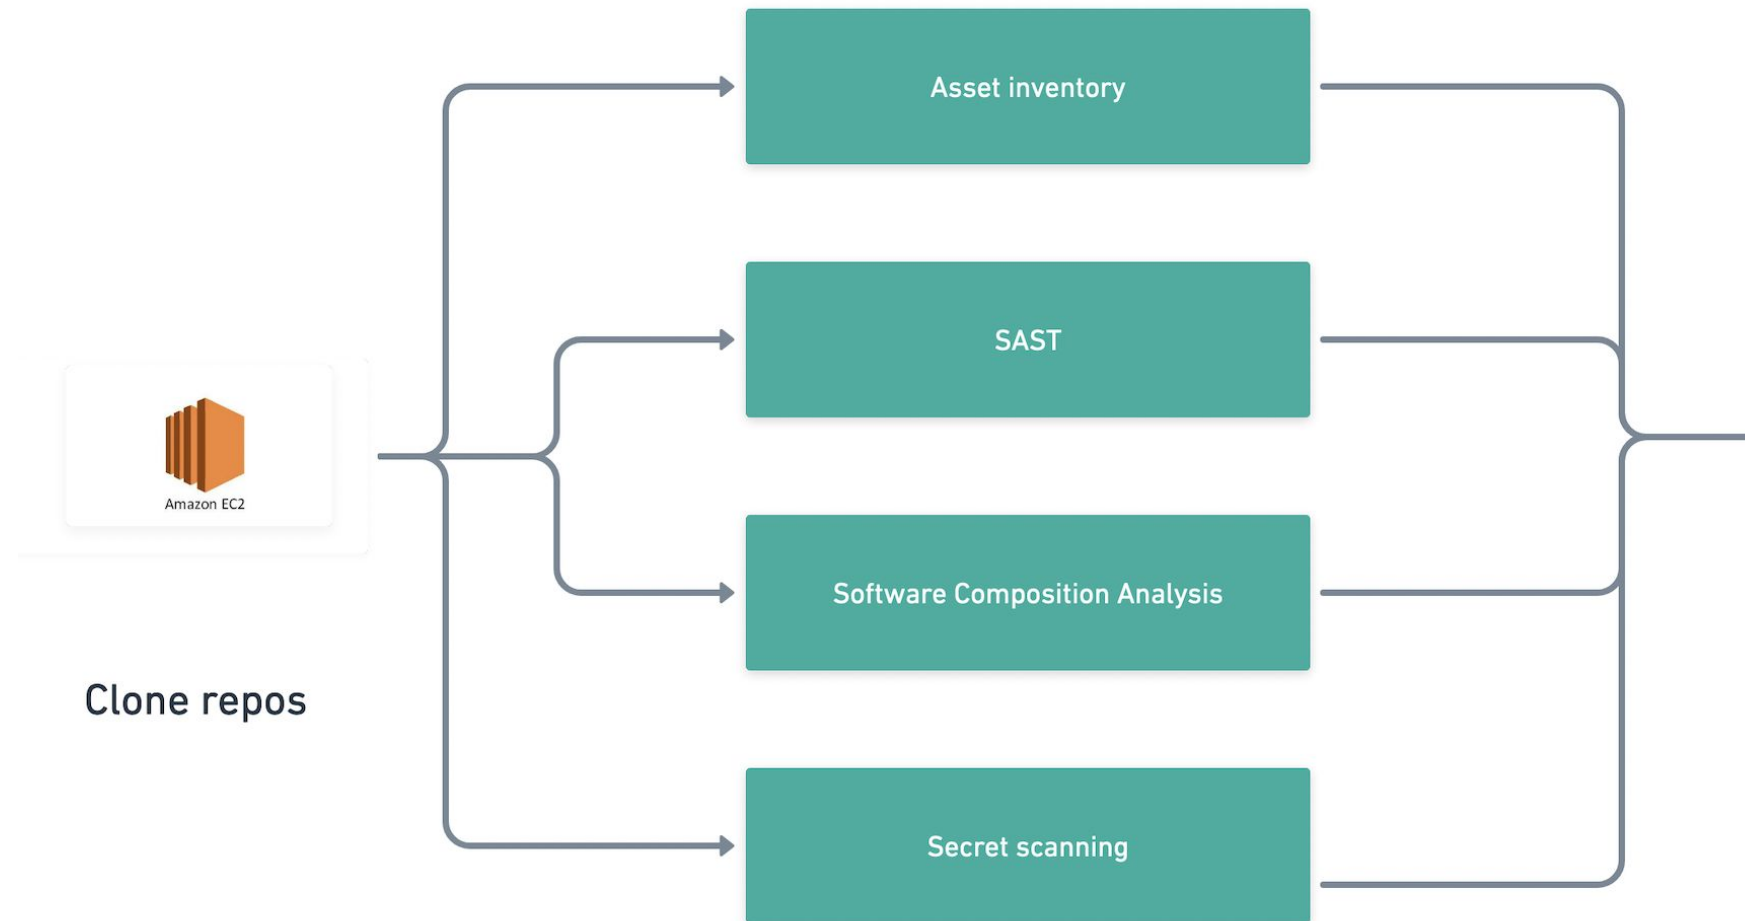 Asset inventory
SAST
Amazon EC2
Software Composition Analysis
Clone repos
Secret scanning